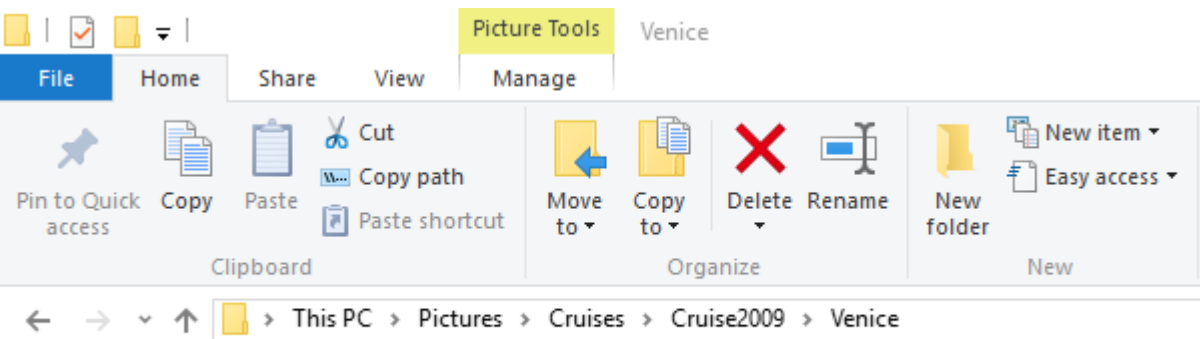 Picture Tools Venice
File Home Share View Manage
Pin to Quick access
Copy
Paste
Cut
Copy path
Paste shortcut
Clipboard
Move to
Copy to
Delete
Rename
Organize
New folder
New item
Easy access
New
This PC > Pictures > Cruises > Cruise2009 > Venice